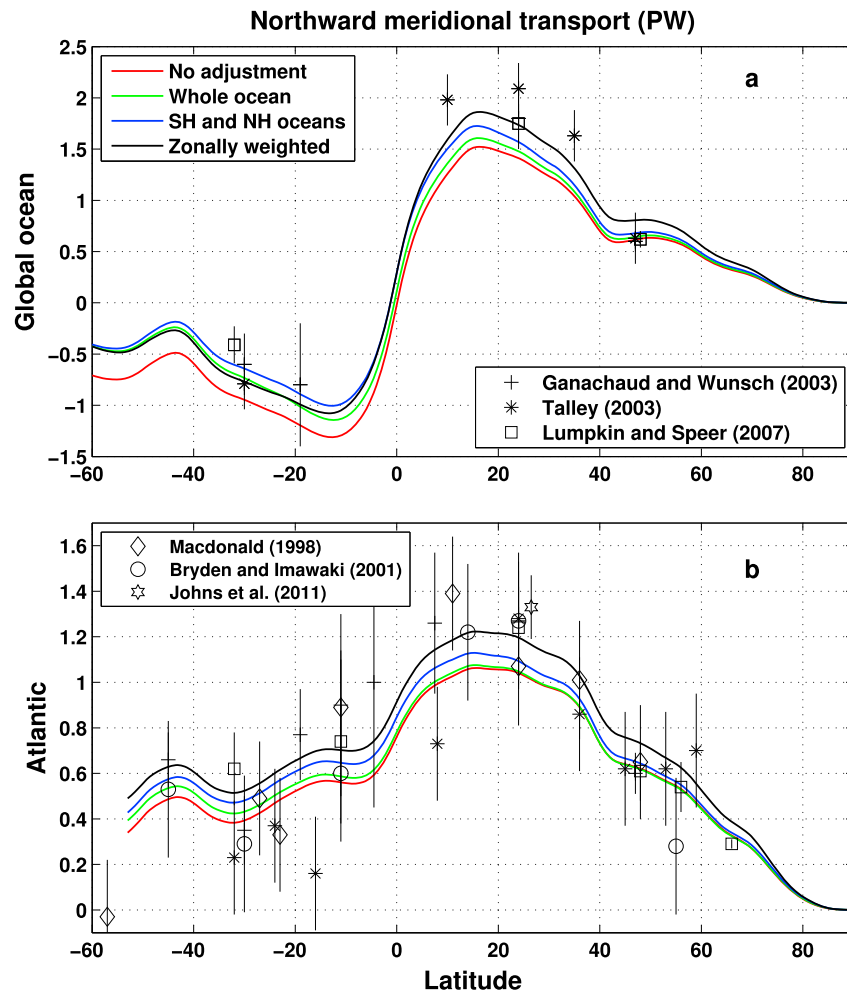 Northward meridional transport (PW)
2.5
2
1.5
1
0.5
0
−0.5
−1
−1.5
Global ocean
No adjustment
Whole ocean
SH and NH oceans
Zonally weighted
a
Ganachaud and Wunsch (2003)
Talley (2003)
Lumpkin and Speer (2007)
−60 −40 −20 0 20 40 60 80
1.6
1.4
1.2
1
0.8
0.6
0.4
0.2
0
Atlantic
Macdonald (1998)
Bryden and Imawaki (2001)
Johns et al. (2011)
b
−60 −40 −20 0 20 40 60 80
Latitude